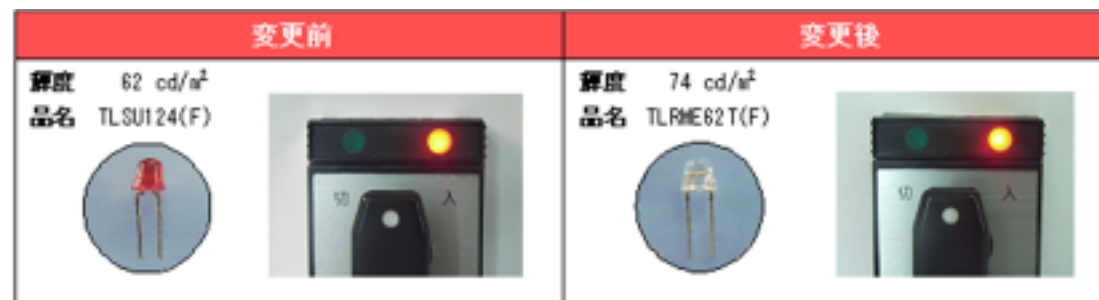 変更前
輝度 62 cd/m²
品名 TLSU124(F)
切 入
変更後
輝度 74 cd/m²
品名 TLRME62T(F)
切 入